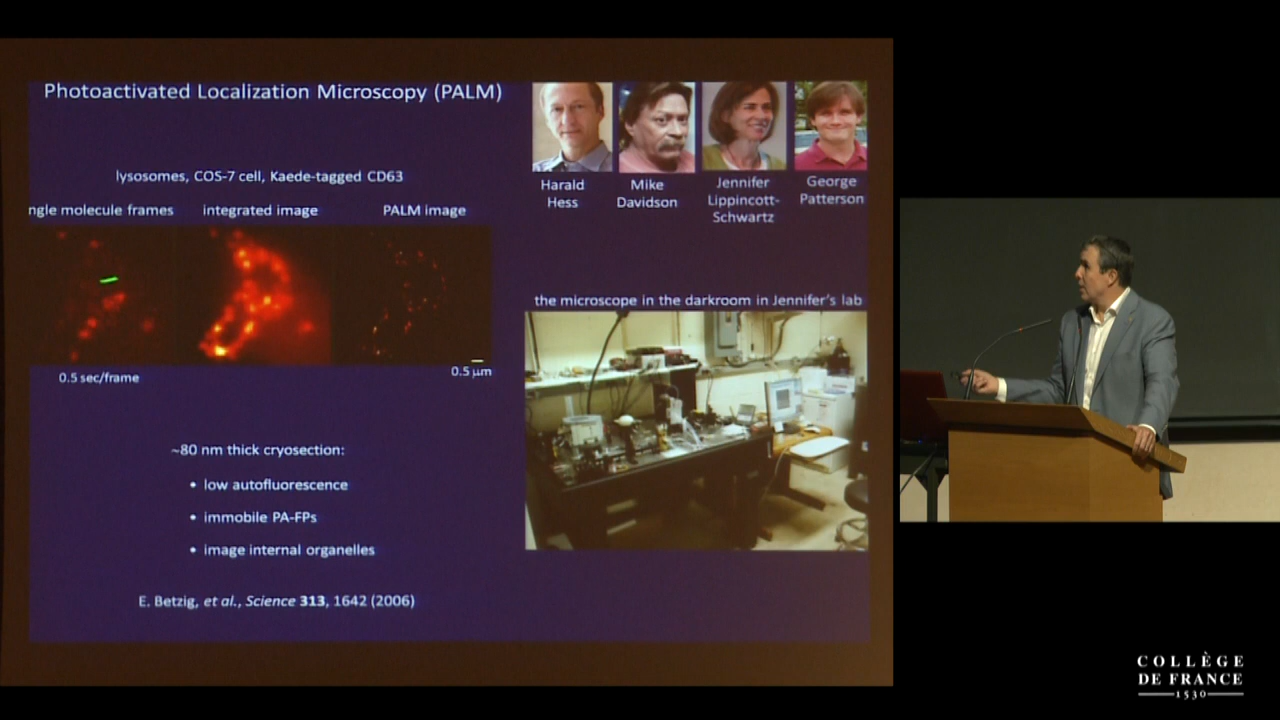 Photoactivated Localization Microscopy (PALM)
lysosomes, COS-7 cell, Kaede-tagged CD63
ngle molecule frames
integrated image
PALM image
0.5 sec/frame
0.5 µm
~80 nm thick cryosection:
• low autofluorescence
• immobile PA-FPs
• image internal organelles
E. Betzig, et al., Science 313, 1642 (2006)
Harald
Hess
Mike
Davidson
Jennifer
Lippincott-
Schwartz
George
Patterson
the microscope in the darkroom in Jennifer's lab
COLLÈGE
DE FRANCE
1530